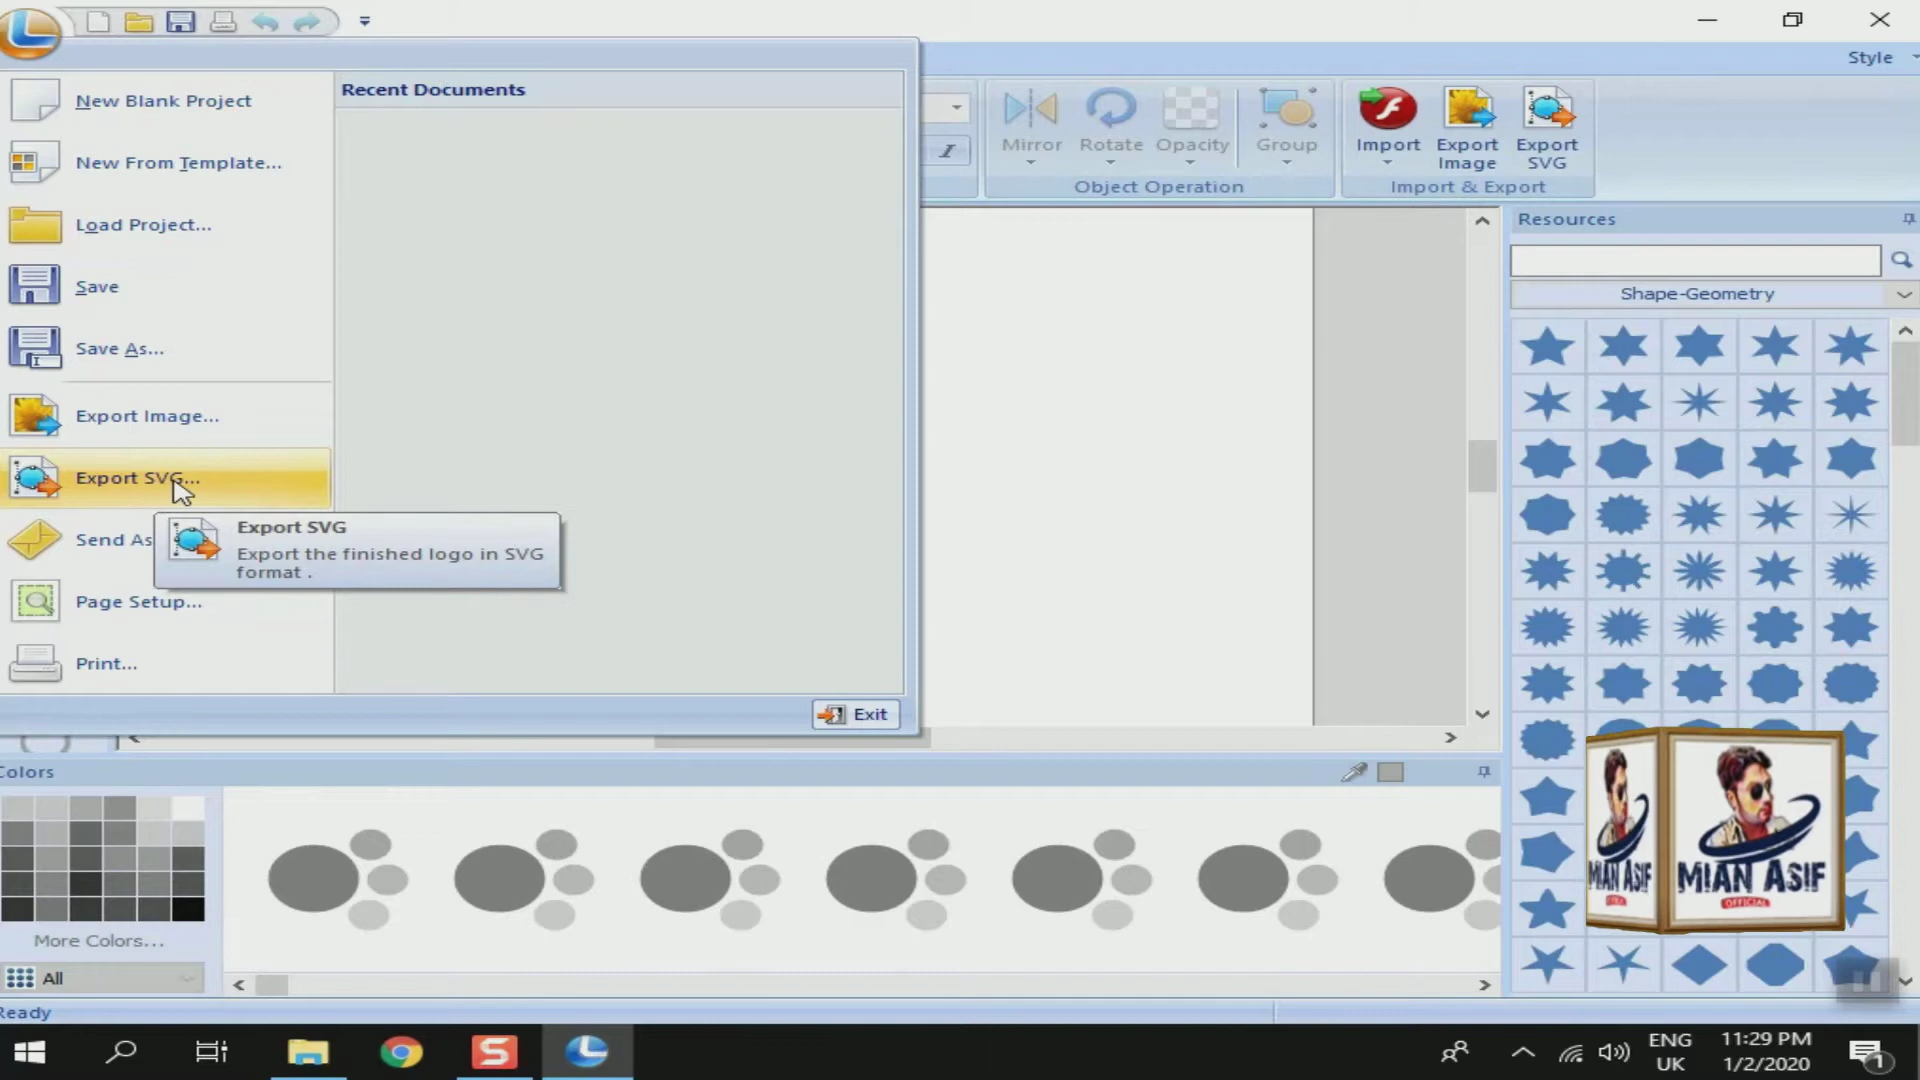 Style
Recent Documents
New Blank Project
New From Template...
Load Project...
Save
Save As...
Export Image...
Export SVG...
Send As
Page Setup...
Print...
Export SVG
Export the finished logo in SVG
format .
Exit
Mirror
Rotate
Opacity
Group
Import
Export
Image
Export
SVG
Object Operation
Import & Export
Resources
Shape-Geometry
Colors
More Colors...
All
MIAN ASIF
MIAN ASIF
OFFICIAL
Ready
ENG
UK
11:29 PM
1/2/2020
1